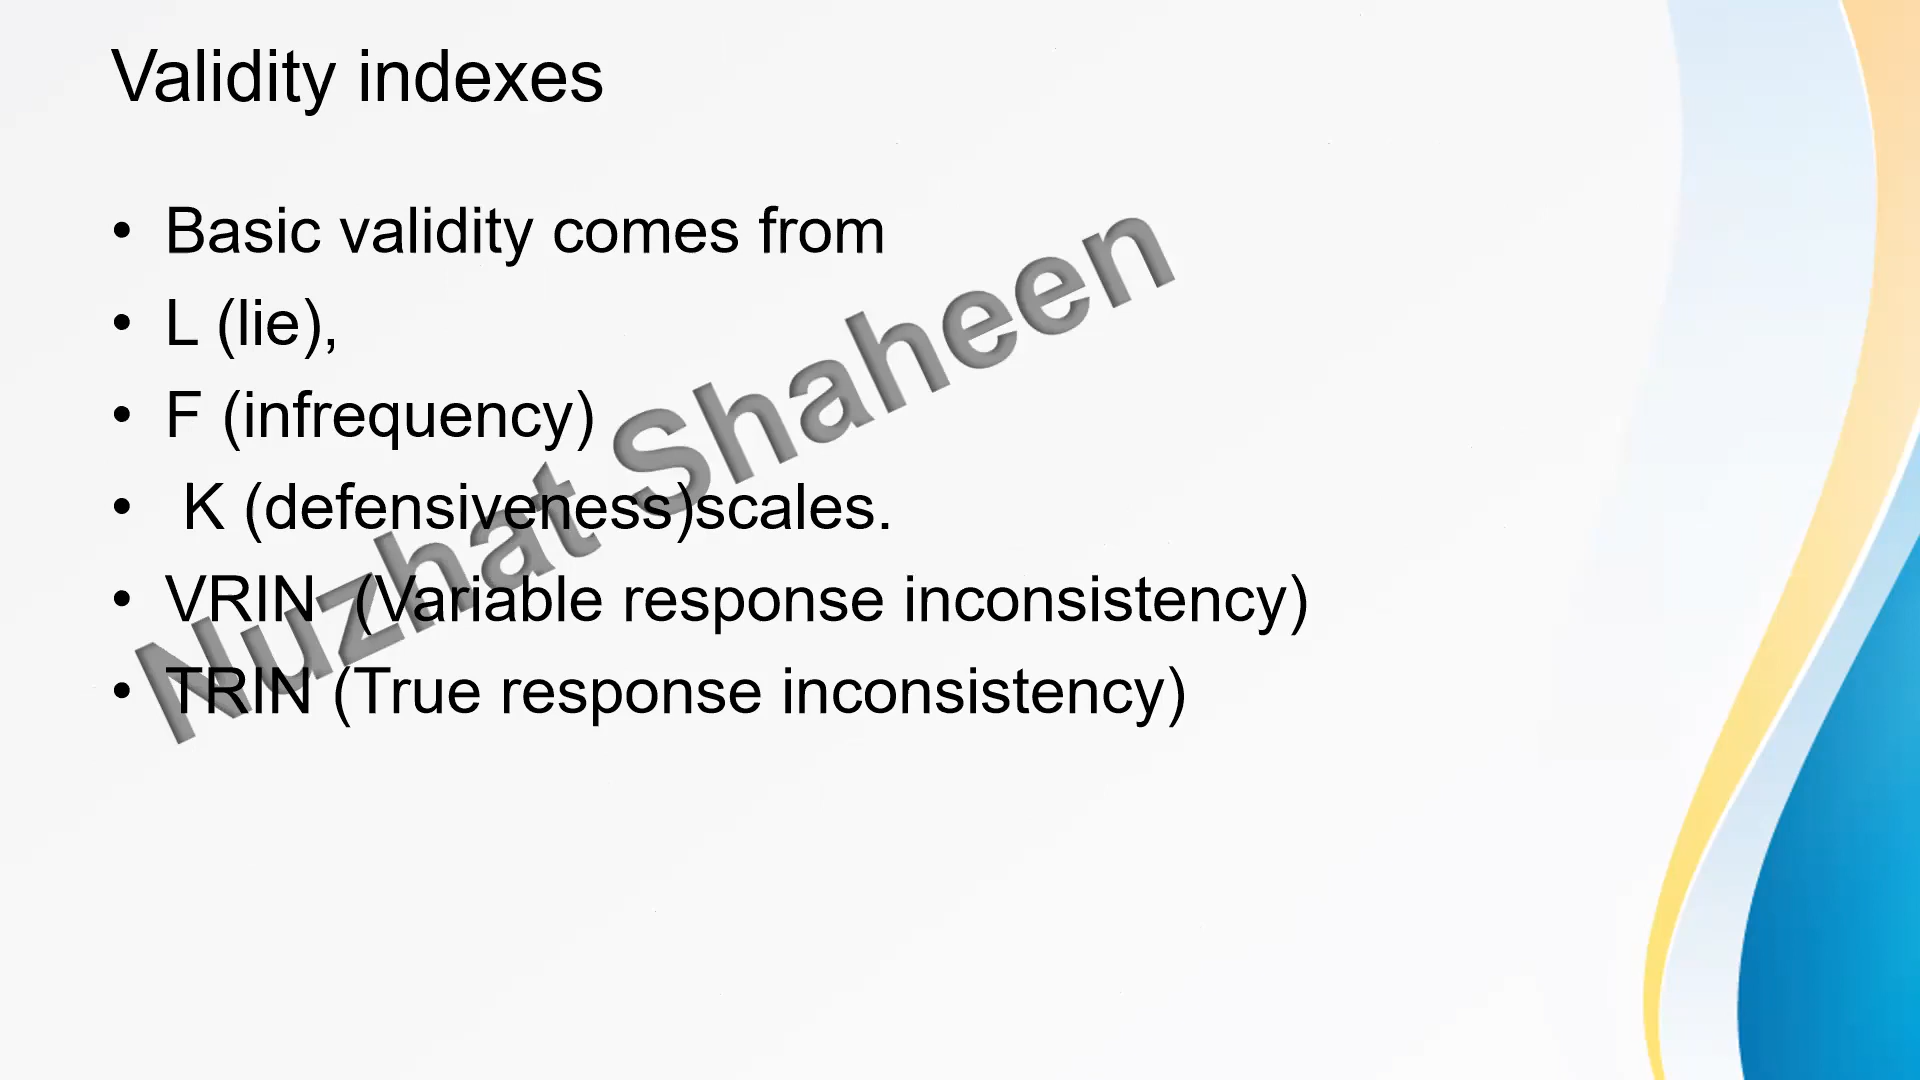 Validity indexes
• Basic validity comes from
• L (lie),
• F (infrequency)
• K (defensiveness)scales.
• VRIN (Variable response inconsistency)
• TRIN (True response inconsistency)
Nuzhat Shaheen